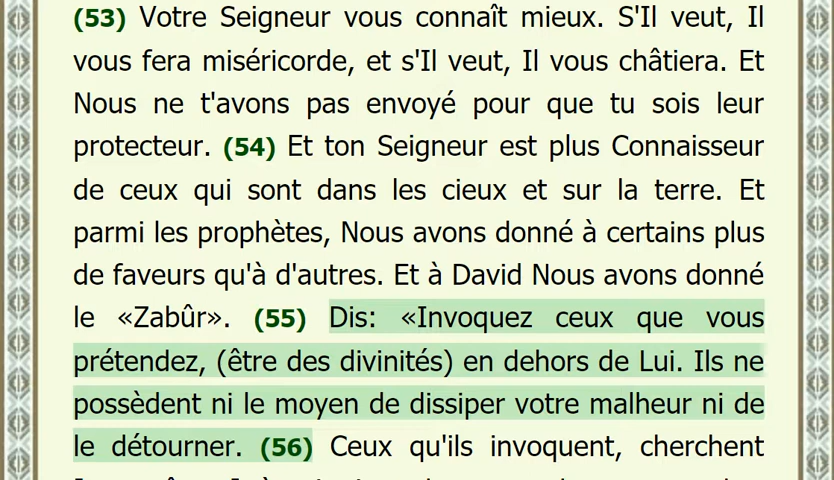 (53) Votre Seigneur vous connaît mieux. S'Il veut, Il
vous fera miséricorde, et s'Il veut, Il vous châtiera. Et
Nous ne t'avons pas envoyé pour que tu sois leur
protecteur. (54) Et ton Seigneur est plus Connaisseur
de ceux qui sont dans les cieux et sur la terre. Et
parmi les prophètes, Nous avons donné à certains plus
de faveurs qu'à d'autres. Et à David Nous avons donné
le «Zabûr». (55) Dis: «Invoquez ceux que vous
prétendez, (être des divinités) en dehors de Lui. Ils ne
possèdent ni le moyen de dissiper votre malheur ni de
le détourner. (56) Ceux qu'ils invoquent, cherchent